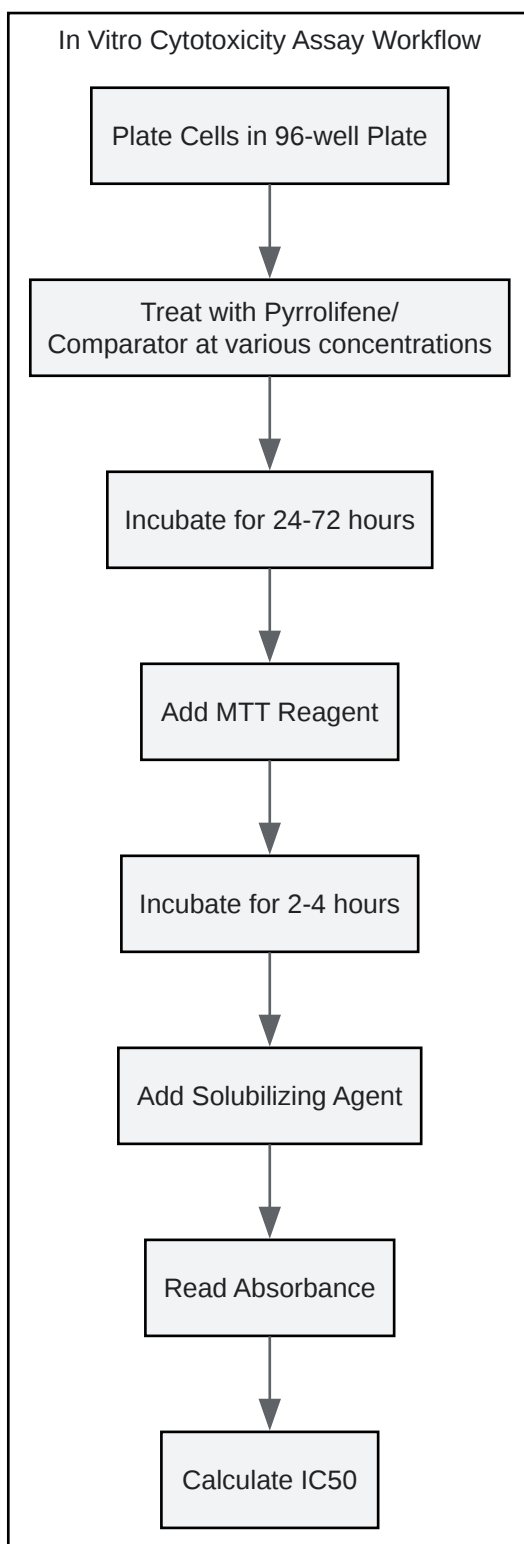 In Vitro Cytotoxicity Assay Workflow
Plate Cells in 96-well Plate
Treat with Pyrrolifene/
Comparator at various concentrations
Incubate for 24-72 hours
Add MTT Reagent
Incubate for 2-4 hours
Add Solubilizing Agent
Read Absorbance
Calculate IC50